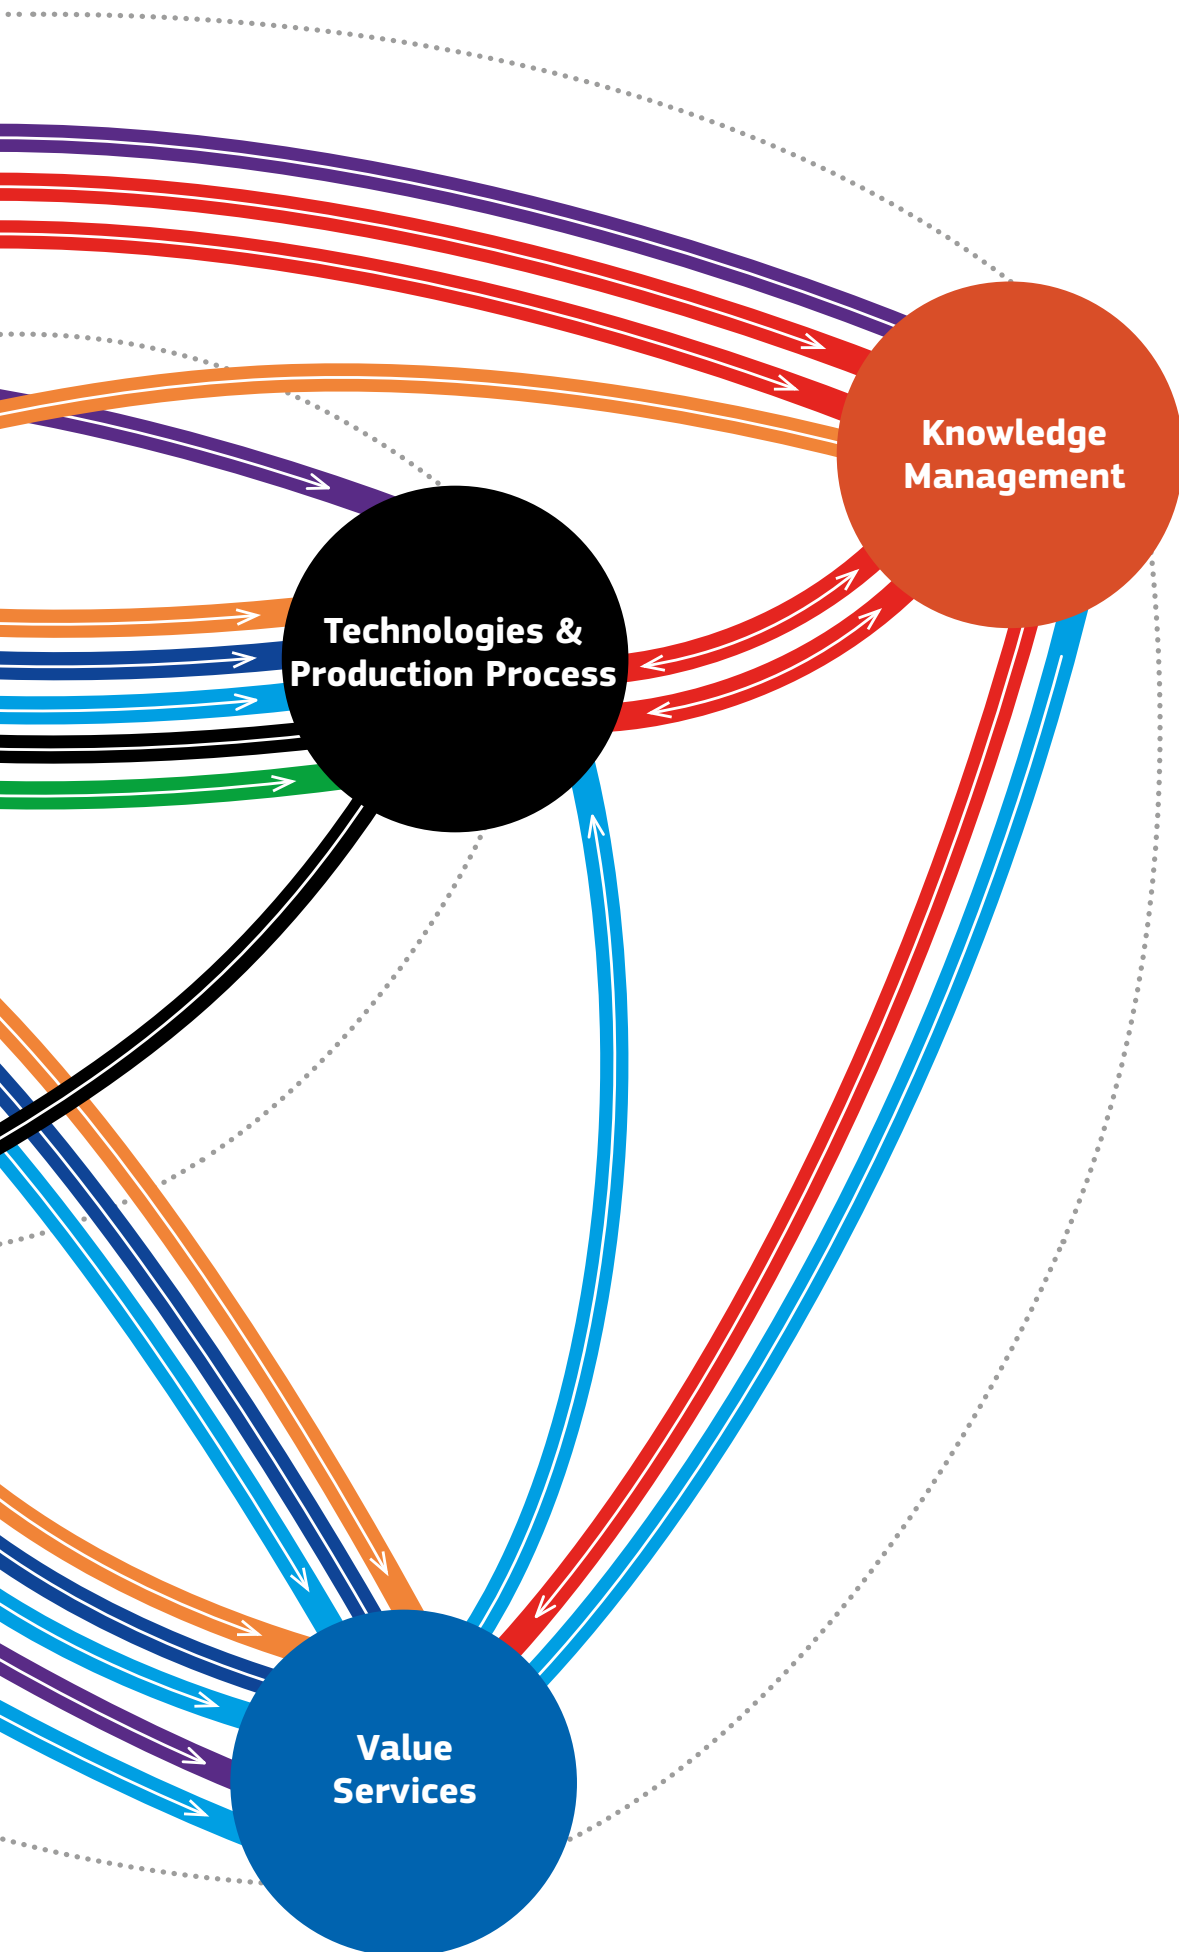 Knowledge
Management
Technologies &
Production Process
Value
Services